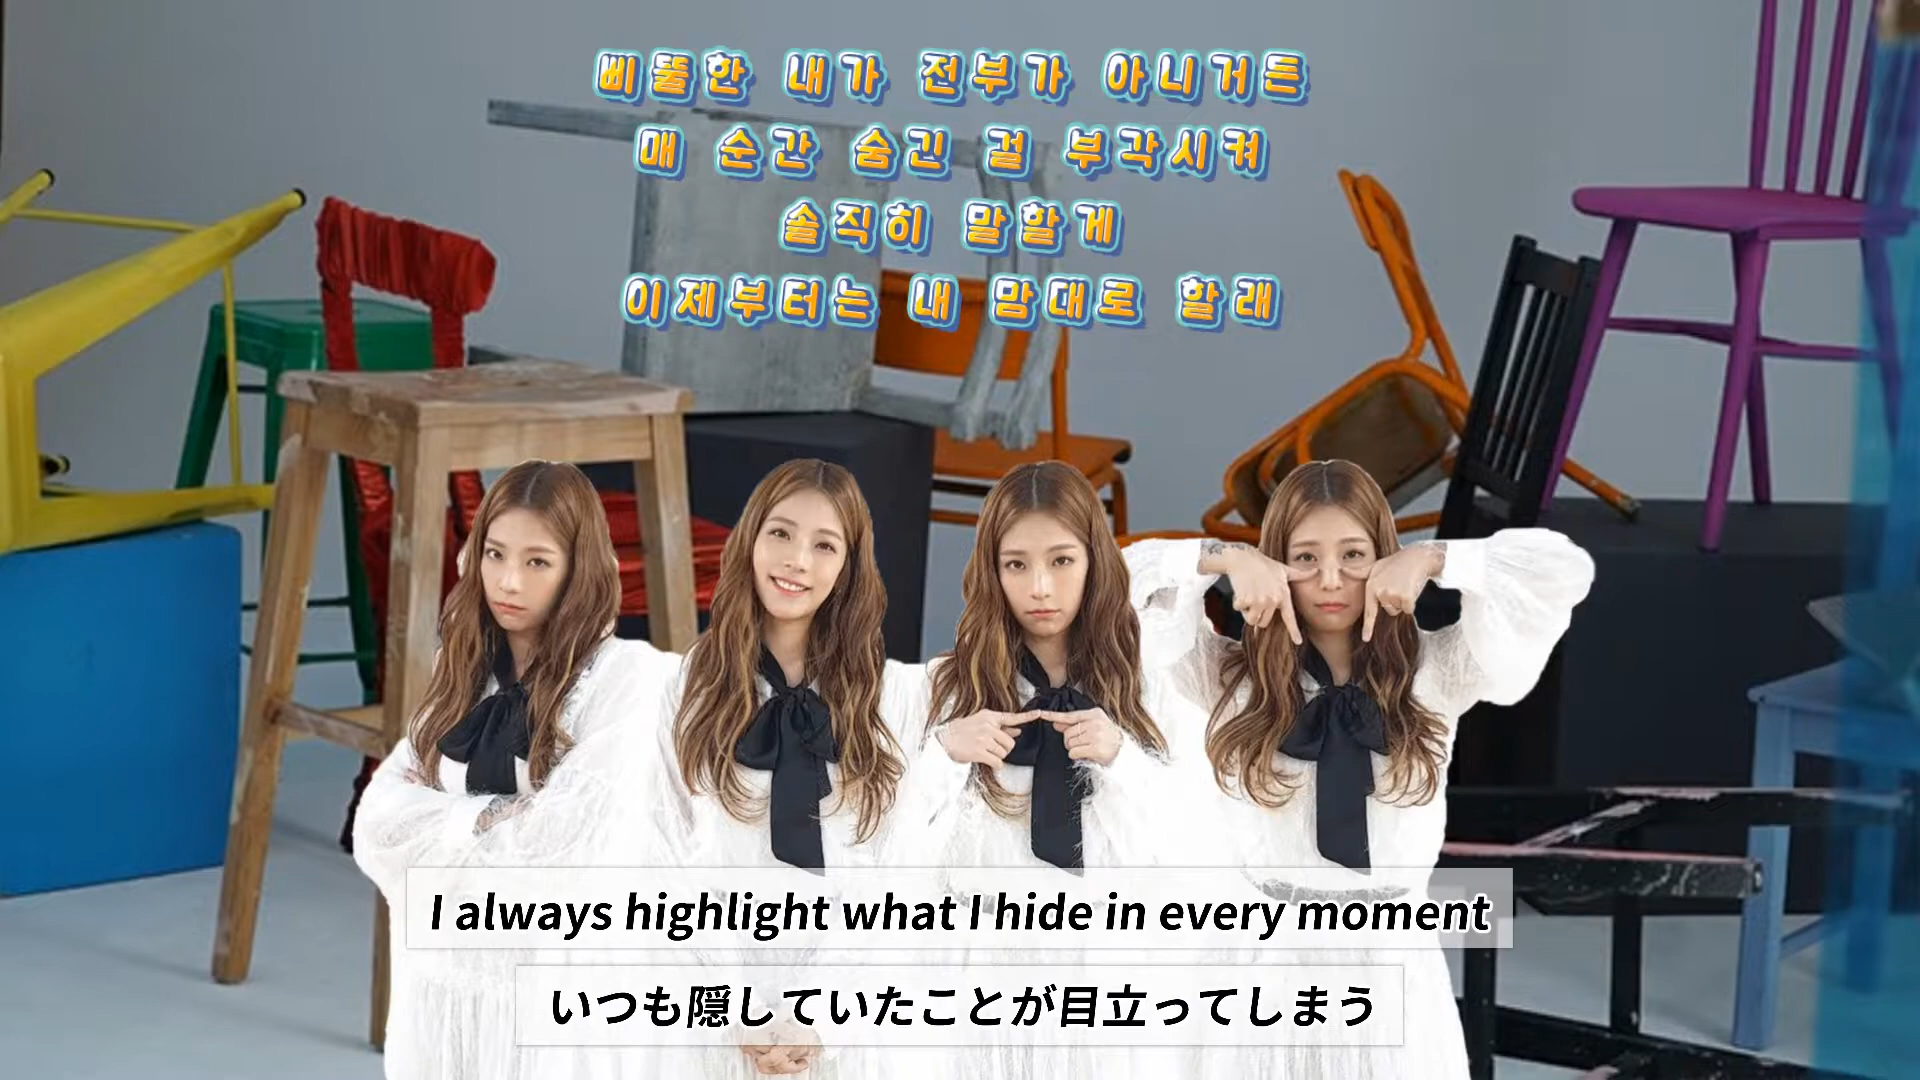 삐뚤한 내가 전부가 아니거든
매 순간 숨긴 걸 부각시켜
솔직히 말할게
이제부터는 내 맘대로 할래
I always highlight what I hide in every moment
いつも隠していたことが目立ってしまう